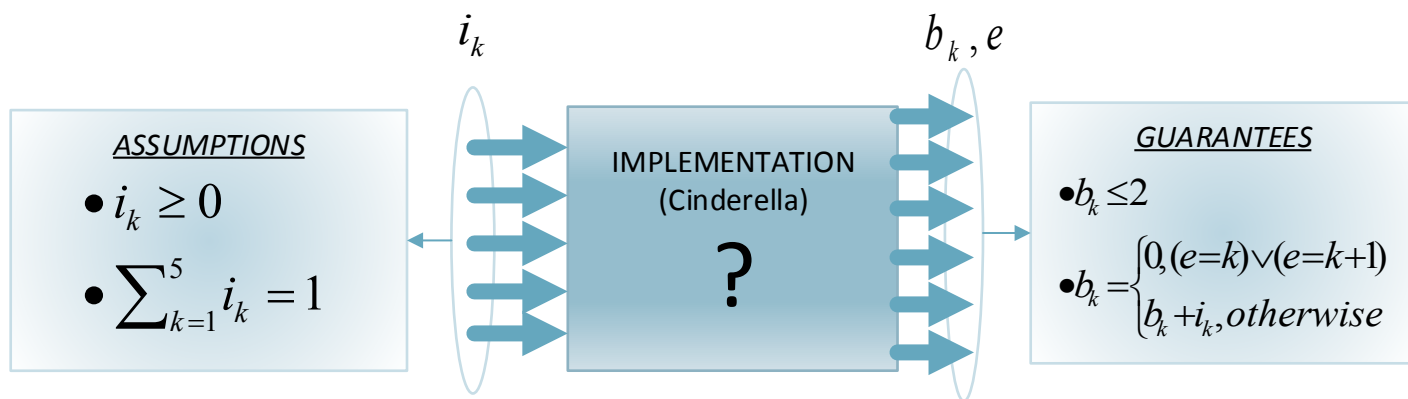 i_k
b_k, e
ASSUMPTIONS
• i_k ≥ 0
• ∑_{k=1}^{5} i_k = 1
IMPLEMENTATION
(Cinderella)
?
GUARANTEES
•b_k ≤2
•b_k = {0,(e=k)∨(e=k+1)
b_k+i_k,otherwise